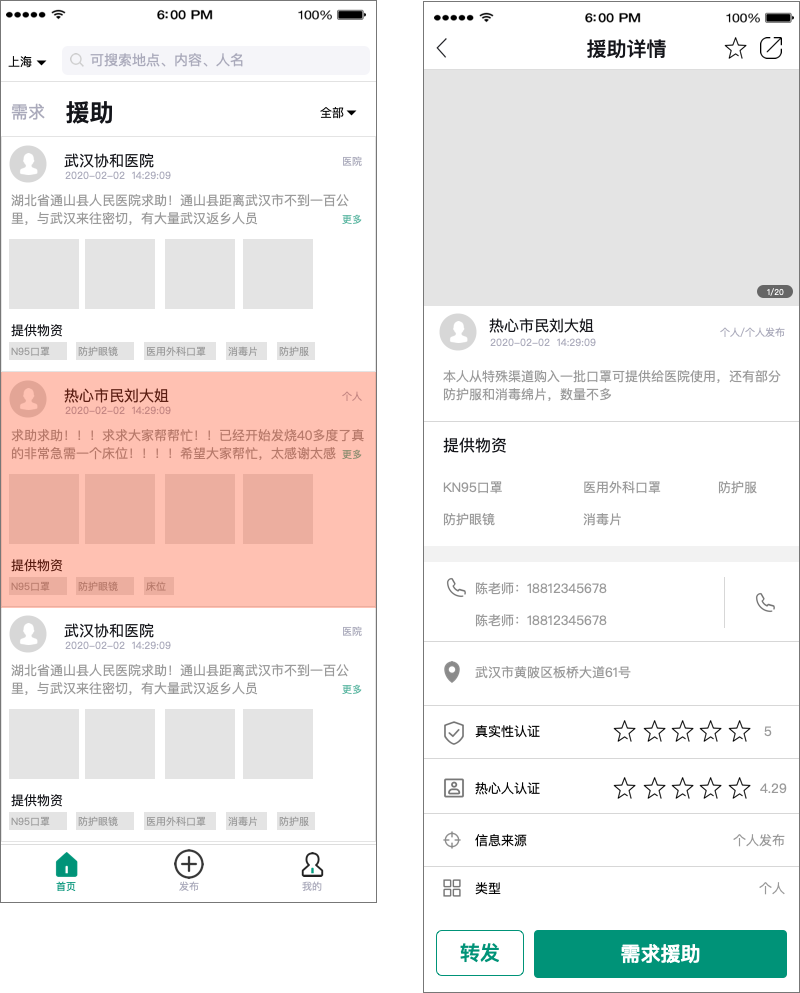 6:00 PM
100%
上海
可搜索地点、内容、人名
需求
援助
全部
武汉协和医院
医院
2020-02-02 14:29:09
湖北省通山县人民医院求助！通山县距离武汉市不到一百公
里，与武汉来往密切，有大量武汉返乡人员
更多
提供物资
N95口罩
防护眼镜
医用外科口罩
消毒片
防护服
热心市民刘大姐
个人
2020-02-02 14:29:09
求助求助！！！求求大家帮帮忙！！已经开始发烧40多度了真
的非常急需一个床位！！！！希望大家帮忙，太感谢太感
更多
提供物资
N95口罩
防护眼镜
床位
武汉协和医院
医院
2020-02-02 14:29:09
湖北省通山县人民医院求助！通山县距离武汉市不到一百公
里，与武汉来往密切，有大量武汉返乡人员
更多
提供物资
N95口罩
防护眼镜
医用外科口罩
消毒片
防护服
首页
发布
我的
6:00 PM
100%
援助详情
1/20
热心市民刘大姐
个人/个人发布
2020-02-02 14:29:09
本人从特殊渠道购入一批口罩可提供给医院使用，还有部分
防护服和消毒绵片，数量不多
提供物资
KN95口罩
医用外科口罩
防护服
防护眼镜
消毒片
陈老师：18812345678
陈老师：18812345678
武汉市黄陂区板桥大道61号
真实性认证
5
热心人认证
4.29
信息来源
个人发布
类型
个人
转发
需求援助